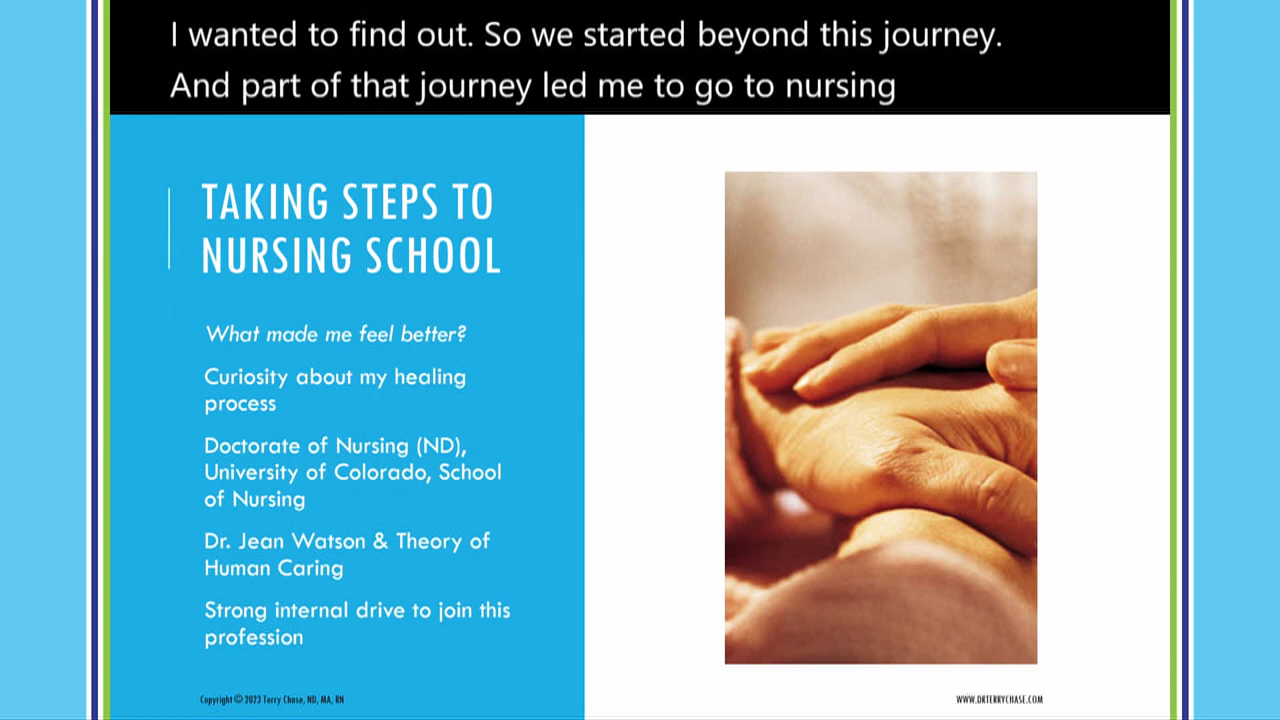 I wanted to find out. So we started beyond this journey.
And part of that journey led me to go to nursing
TAKING STEPS TO
NURSING SCHOOL
What made me feel better?
Curiosity about my healing
process
Doctorate of Nursing (ND),
University of Colorado, School
of Nursing
Dr. Jean Watson & Theory of
Human Caring
Strong internal drive to join this
profession
Copyright © 2023 Terry Chase, ND, MA, RN
WWW.DRTERRYCHASE.COM